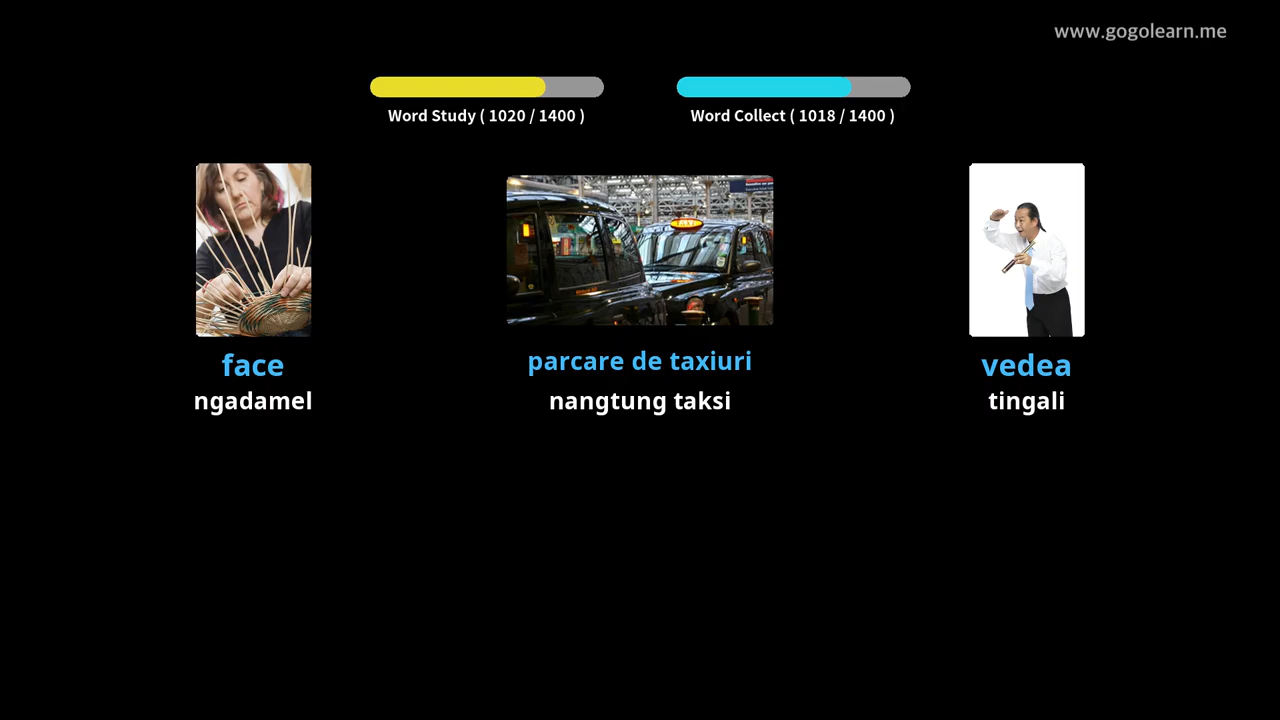 www.gogolearn.me
Word Study ( 1020 / 1400 )
Word Collect ( 1018 / 1400 )
TAXI
face
parcare de taxiuri
vedea
ngadamel
nangtung taksi
tingali